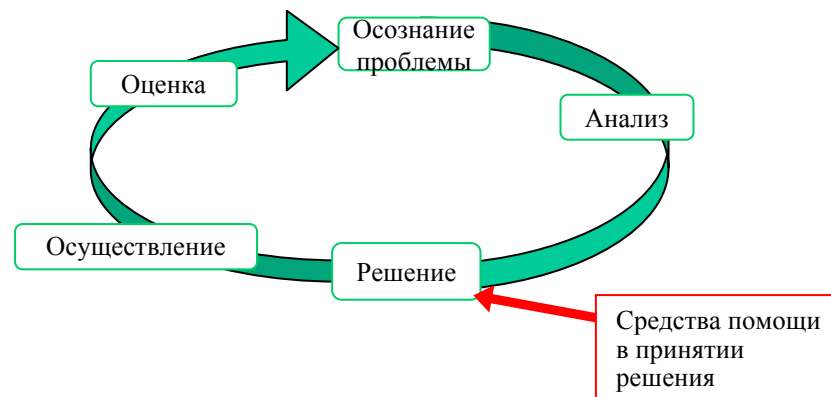 Осознание
проблемы
Оценка
Анализ
Осуществление
Решение
Средства помощи
в принятии
решения